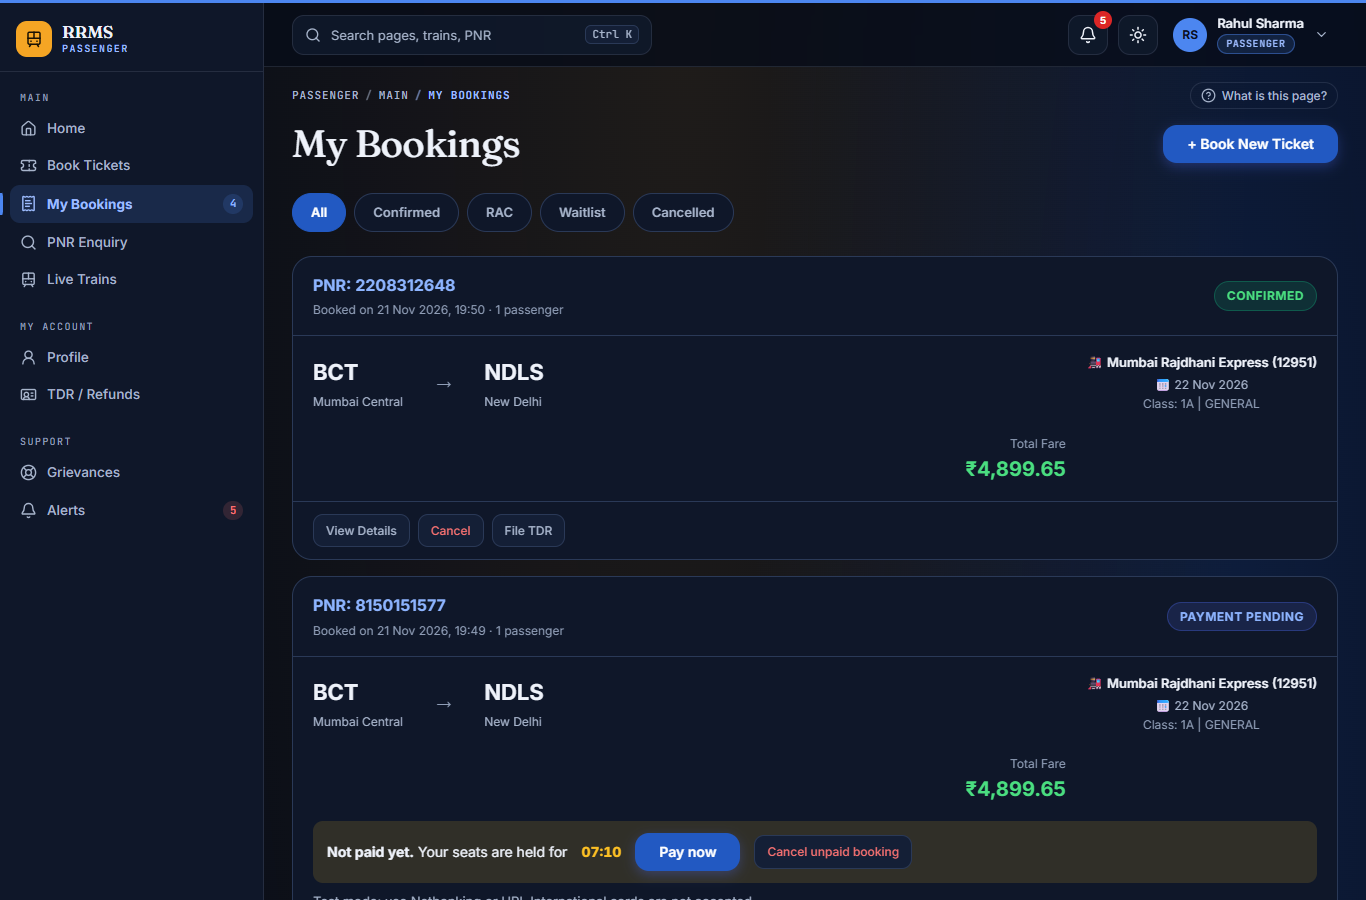 RRMS
PASSENGER
Search pages, trains, PNR
Ctrl K
5
RS
Rahul Sharma
PASSENGER
MAIN
Home
Book Tickets
My Bookings
4
PNR Enquiry
Live Trains
MY ACCOUNT
Profile
TDR / Refunds
SUPPORT
Grievances
Alerts
5
PASSENGER / MAIN / MY BOOKINGS
What is this page?
My Bookings
+ Book New Ticket
All
Confirmed
RAC
Waitlist
Cancelled
PNR: 2208312648
Booked on 21 Nov 2026, 19:50 · 1 passenger
CONFIRMED
BCT
Mumbai Central
→
NDLS
New Delhi
Mumbai Rajdhani Express (12951)
22 Nov 2026
Class: 1A | GENERAL
Total Fare
₹4,899.65
View Details
Cancel
File TDR
PNR: 8150151577
Booked on 21 Nov 2026, 19:49 · 1 passenger
PAYMENT PENDING
BCT
Mumbai Central
→
NDLS
New Delhi
Mumbai Rajdhani Express (12951)
22 Nov 2026
Class: 1A | GENERAL
Total Fare
₹4,899.65
Not paid yet. Your seats are held for 07:10
Pay now
Cancel unpaid booking